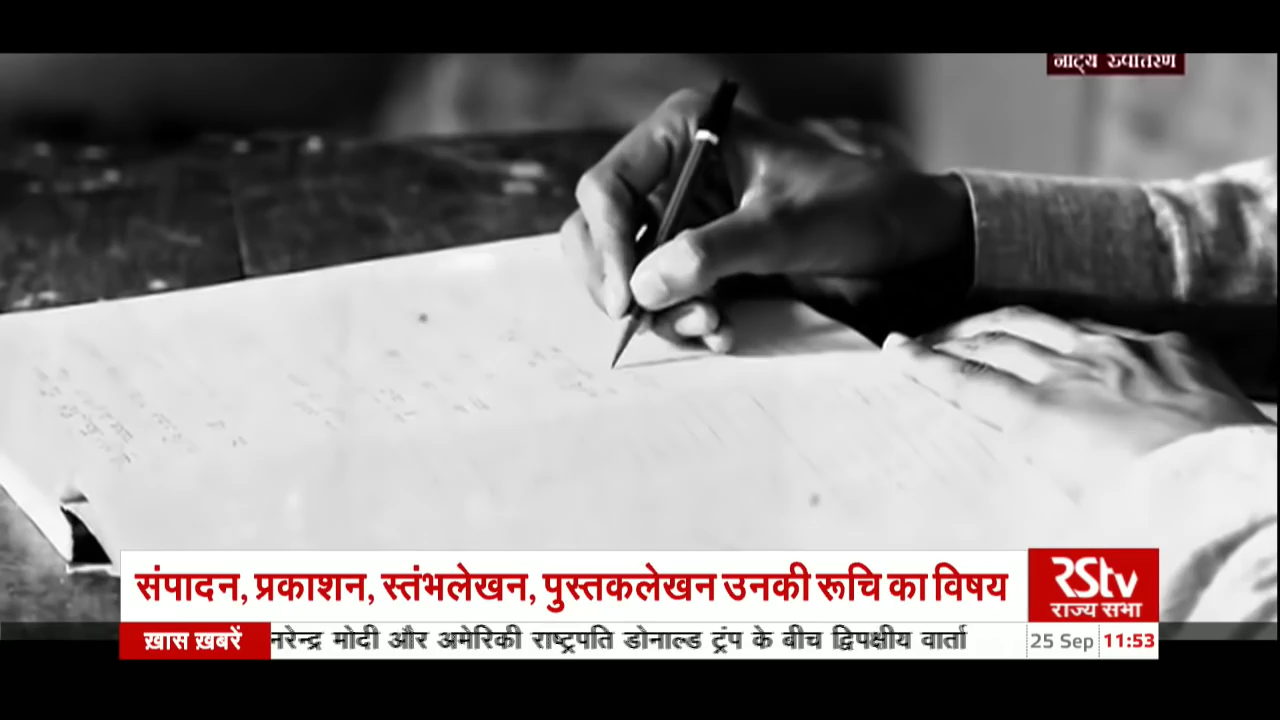 नाट्य रुपांतरण
संपादन, प्रकाशन, स्तंभलेखन, पुस्तकलेखन उनकी रूचि का विषय
RStv
राज्य सभा
ख़ास ख़बरें
नरेन्द्र मोदी और अमेरिकी राष्ट्रपति डोनाल्ड ट्रंप के बीच द्विपक्षीय वार्ता
25 Sep 11:53